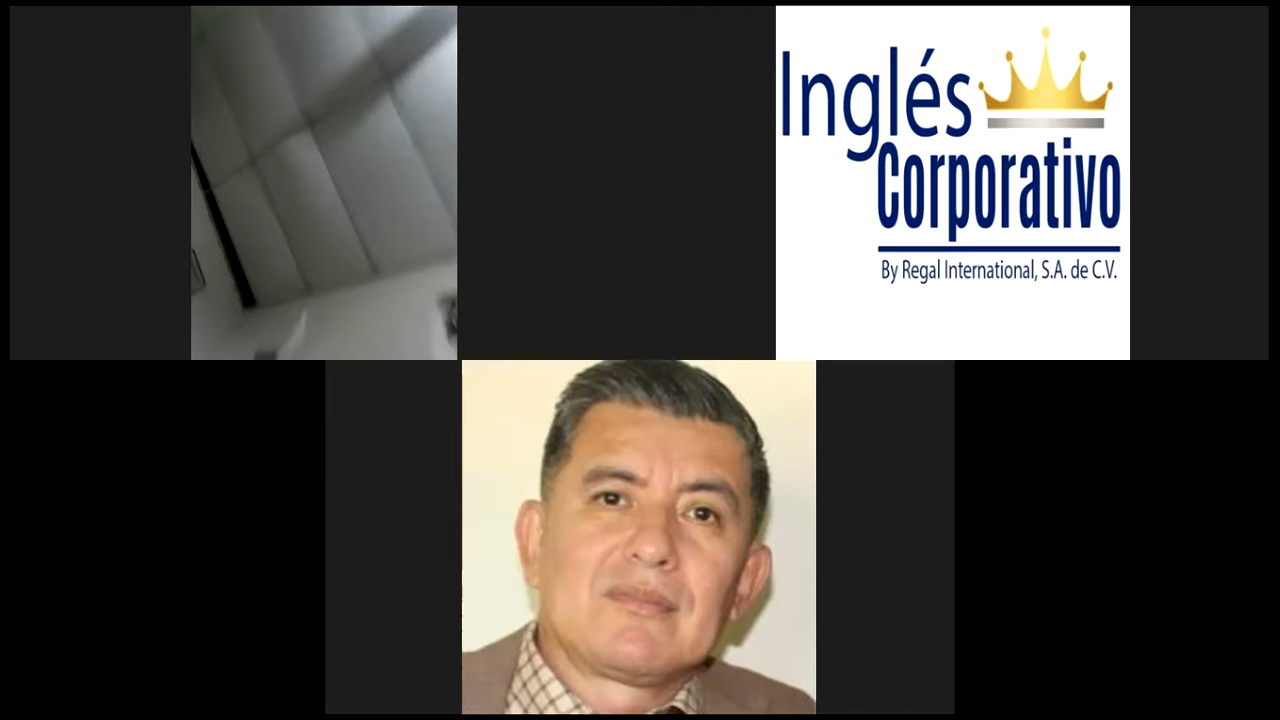 Inglés
Corporativo
By Regal International, S.A. de C.V.